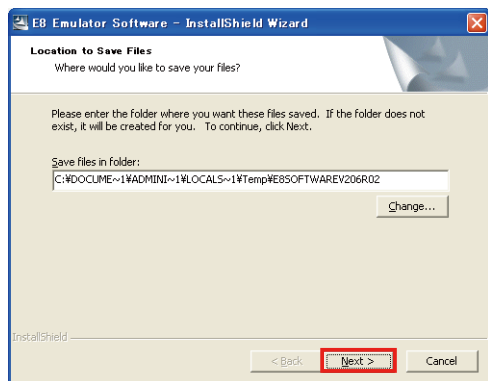 E8 Emulator Software - InstallShield Wizard
Location to Save Files
Where would you like to save your files?
Please enter the folder where you want these files saved. If the folder does not
exist, it will be created for you. To continue, click Next.
Save files in folder:
C:¥DOCUME~1¥ADMINI~1¥LOCALS~1¥Temp¥E8SOFTWAREV206R02
Change...
InstallShield
< Back Next > Cancel